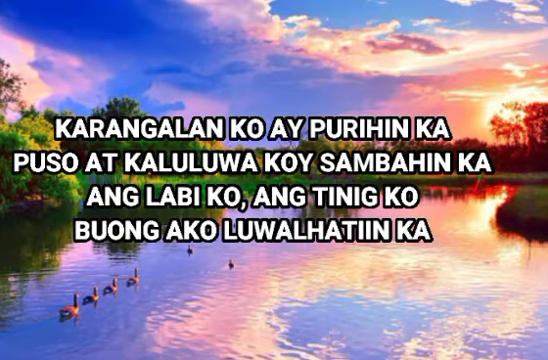 KARANGALAN KO AY PURIHIN KA
PUSO AT KALULUWA KOY SAMBAHIN KA
ANG LABI KO, ANG TINIG KO
BUONG AKO LUWALHATIIN KA